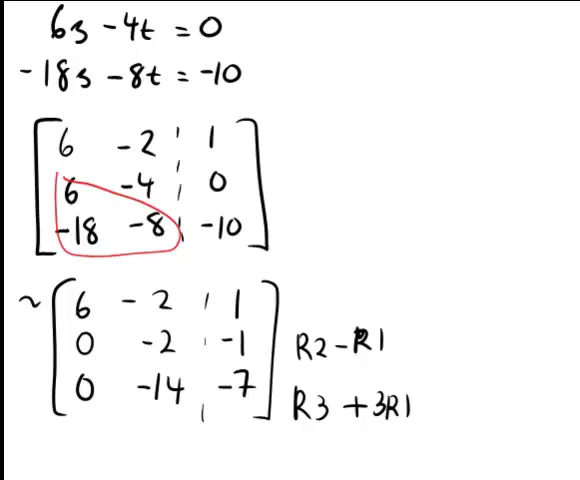 6s - 4t = 0
-18s - 8t = -10
6 -2 1
6 -4 0
-18 -8 -10
~ 6 -2 1
0 -2 -1 R2 - R1
0 -14 -7 R3 + 3R1